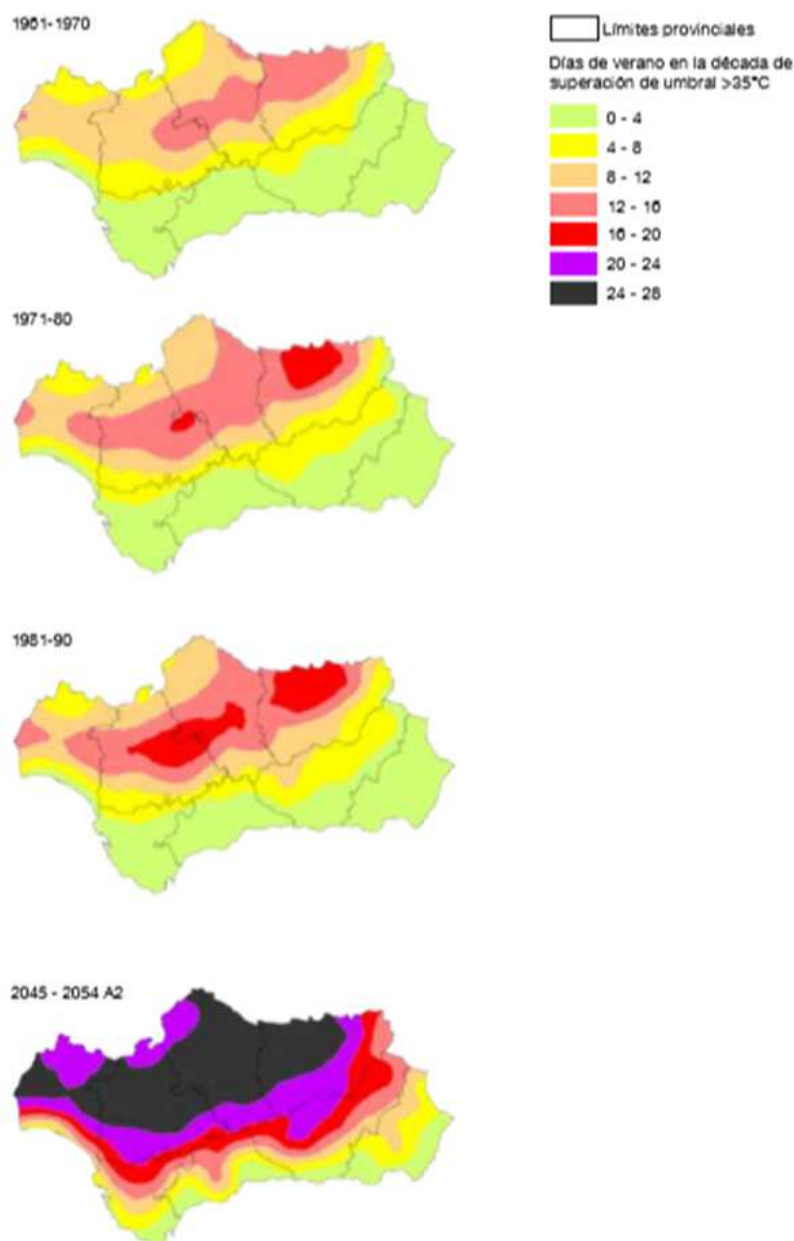 1961-1970
Límites provinciales
Días de verano en la década de
superación de umbral >35°C
0 - 4
4 - 8
8 - 12
12 - 16
16 - 20
20 - 24
24 - 28
1971-80
1981-90
2045 - 2054 A2